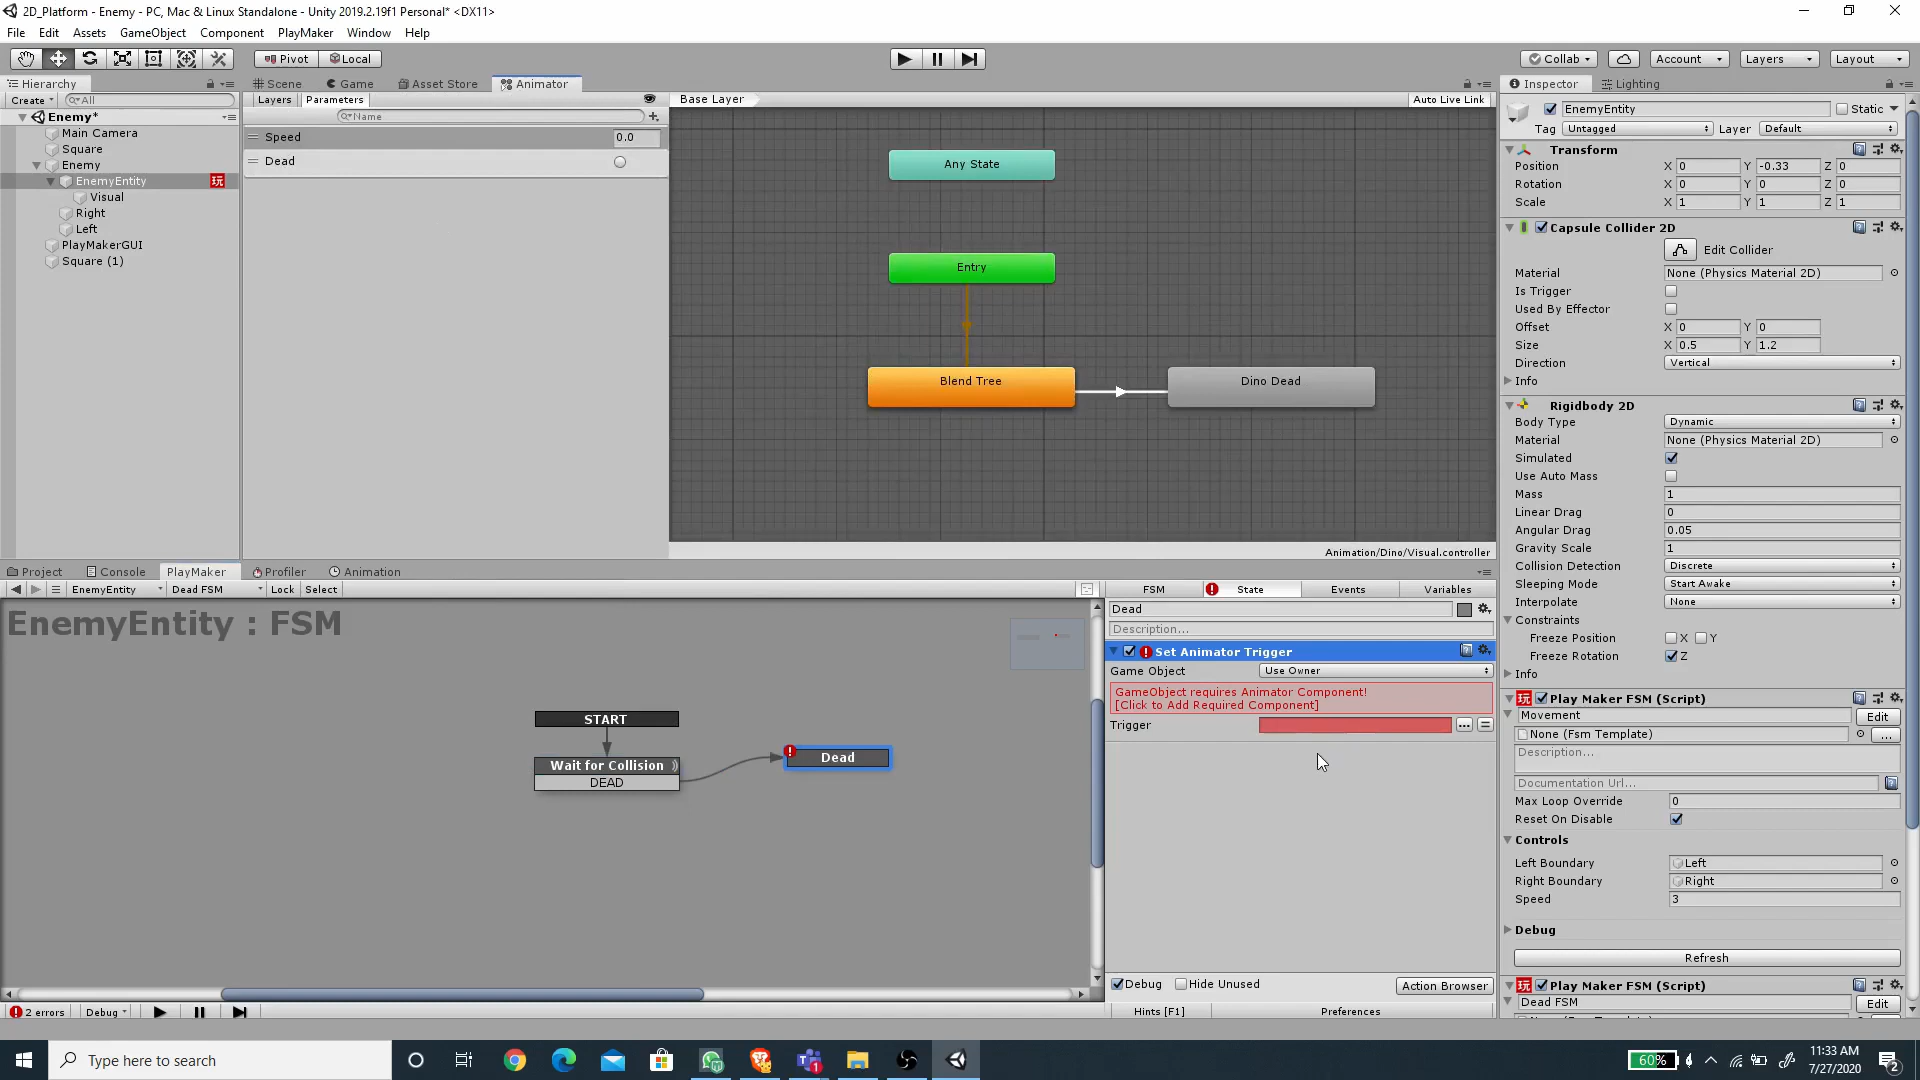 2D_Platform - Enemy - PC, Mac & Linux Standalone - Unity 2019.2.19f1 Personal* <DX11>
File Edit Assets GameObject Component PlayMaker Window Help
Pivot Local Collab Account Layers Layout
Hierarchy Scene Game Asset Store Animator Inspector Lighting
Create All Layers Parameters Base Layer Auto Live Link
Name
Enemy*
Main Camera
Square
Enemy
EnemyEntity
Visual
Right
Left
PlayMakerGUI
Square (1)
Speed 0.0
Dead
Any State
Entry
Blend Tree
Dino Dead
Animation/Dino/Visual.controller
EnemyEntity Static
Tag Untagged Layer Default
Transform
Position X 0 Y -0.33 Z 0
Rotation X 0 Y 0 Z 0
Scale X 1 Y 1 Z 1
Capsule Collider 2D
Edit Collider
Material None (Physics Material 2D)
Is Trigger
Used By Effector
Offset X 0 Y 0
Size X 0.5 Y 1.2
Direction Vertical
Info
Rigidbody 2D
Body Type Dynamic
Material None (Physics Material 2D)
Simulated
Use Auto Mass
Mass 1
Linear Drag 0
Angular Drag 0.05
Gravity Scale 1
Collision Detection Discrete
Sleeping Mode Start Awake
Interpolate None
Constraints
Freeze Position X Y
Freeze Rotation Z
Info
Play Maker FSM (Script)
Movement Edit
None (Fsm Template) ...
Description...
Documentation Url...
Max Loop Override 0
Reset On Disable
Controls
Left Boundary Left
Right Boundary Right
Speed 3
Debug
Refresh
Play Maker FSM (Script)
Dead FSM Edit
Project Console PlayMaker Profiler Animation
EnemyEntity Dead FSM Lock Select
EnemyEntity : FSM
START
Wait for Collision
DEAD
Dead
FSM State Events Variables
Dead
Description...
Set Animator Trigger
Game Object Use Owner
GameObject requires Animator Component!
[Click to Add Required Component]
Trigger
Debug Hide Unused Action Browser
2 errors Debug Hints [F1] Preferences
Type here to search
60%
11:33 AM
7/27/2020
2
1